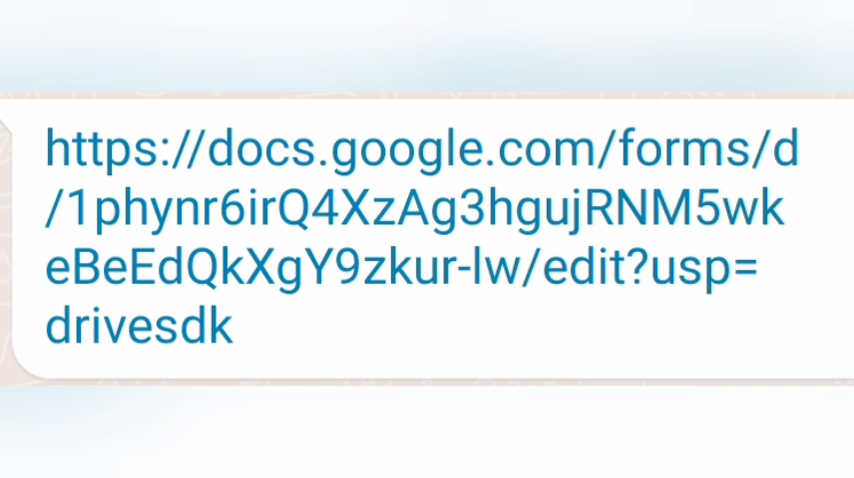 https://docs.google.com/forms/d
/1phynr6irQ4XzAg3hgujRNM5wk
eBeEdQkXgY9zkur-lw/edit?usp=
drivesdk